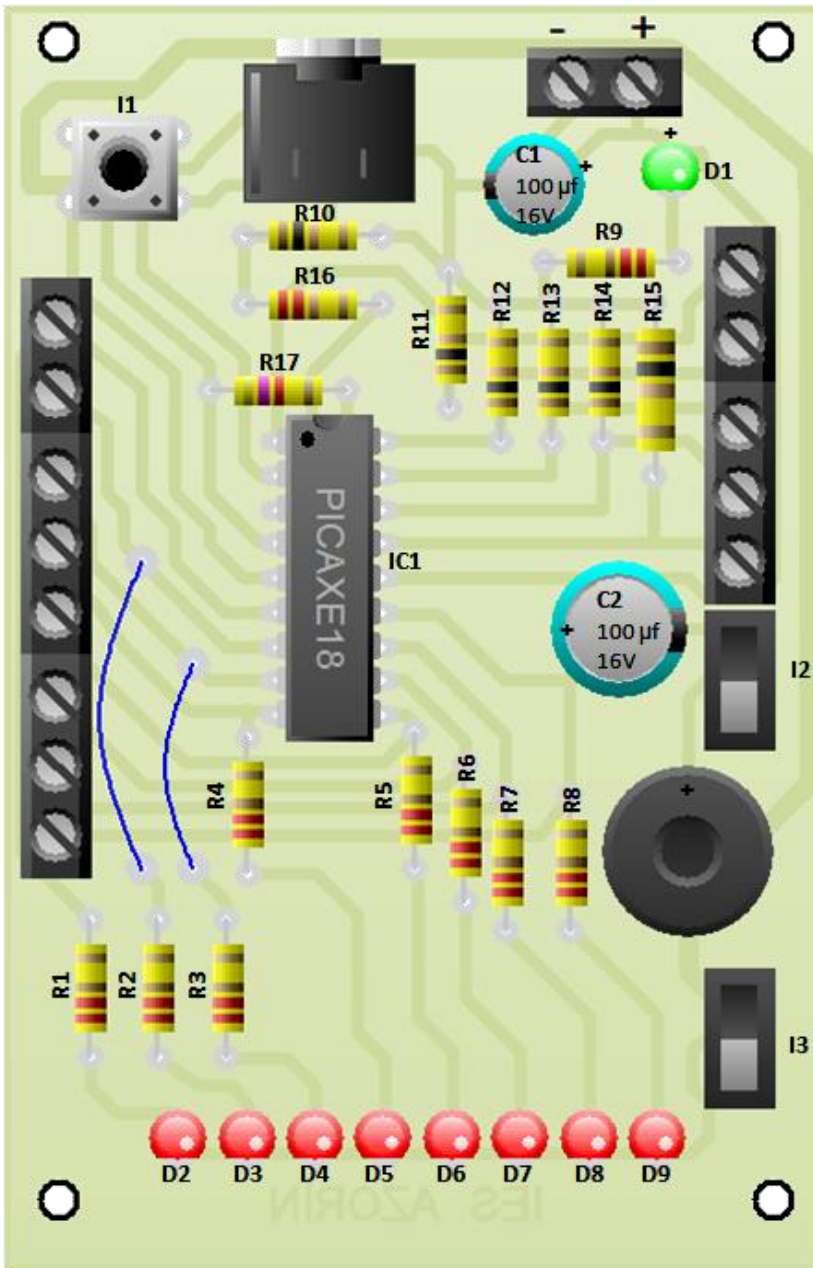 - +
I1
C1
100 µf
16V
D1
R10
R9
R16
R11
R12
R13
R14
R15
R17
PICAXE18
IC1
C2
100 µf
16V
I2
R4
R5
R6
R7
R8
R1
R2
R3
I3
D2 D3 D4 D5 D6 D7 D8 D9
IES. AZORIN